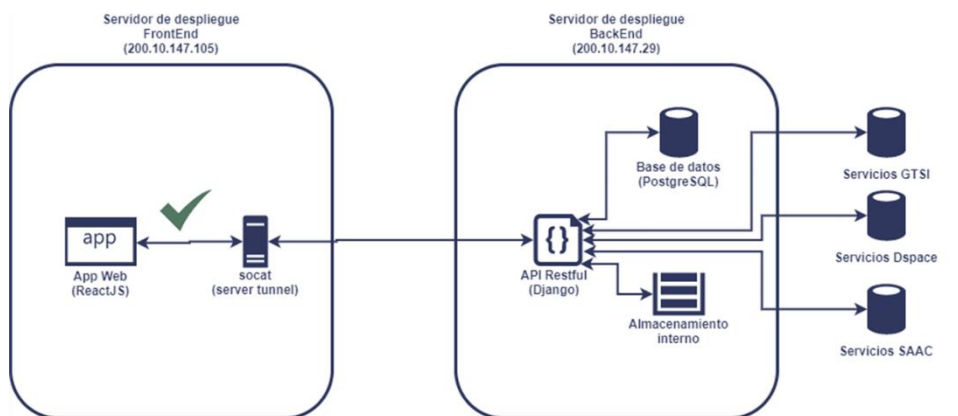 Servidor de despliegue
FrontEnd
(200.10.147.105)
Servidor de despliegue
BackEnd
(200.10.147.29)
app
App Web
(ReactJS)
socat
(server tunnel)
{}
API Restful
(Django)
Base de datos
(PostgreSQL)
Almacenamiento
interno
Servicios GTSI
Servicios Dspace
Servicios SAAC